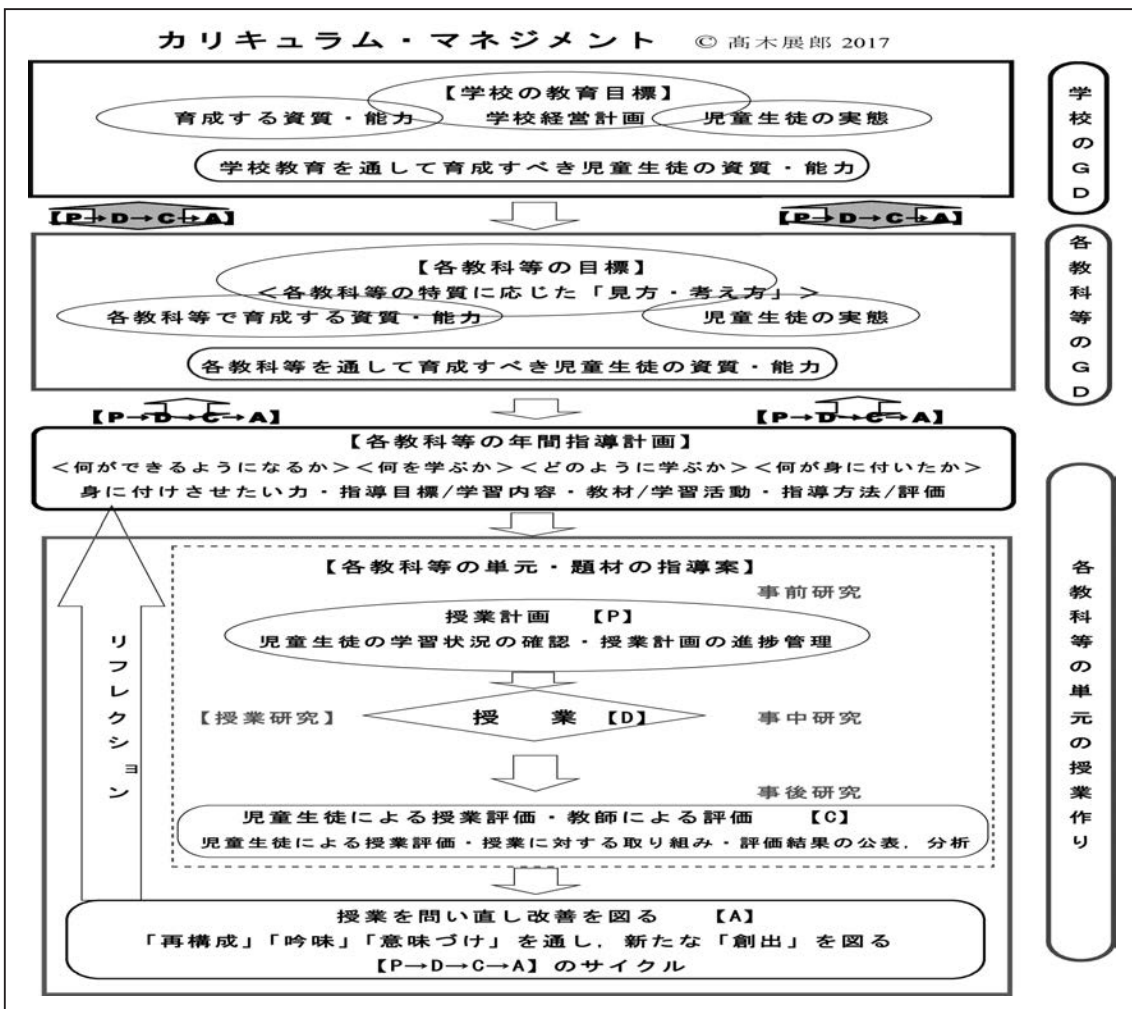 カリキュラム・マネジメント © 髙木展郎 2017
【学校の教育目標】
育成する資質・能力 学校経営計画 児童生徒の実態
学校教育を通して育成すべき児童生徒の資質・能力
学校のGD
【P→D→C→A】 【P→D→C→A】
【各教科等の目標】
<各教科等の特質に応じた「見方・考え方」>
各教科等で育成する資質・能力 児童生徒の実態
各教科等を通して育成すべき児童生徒の資質・能力
各教科等のGD
【P→D→C→A】 【P→D→C→A】
【各教科等の年間指導計画】
<何ができるようになるか><何を学ぶか><どのように学ぶか><何が身に付いたか>
身に付けさせたい力・指導目標/学習内容・教材/学習活動・指導方法/評価
【各教科等の単元・題材の指導案】
事前研究
授業計画 【P】
児童生徒の学習状況の確認・授業計画の進捗管理
【授業研究】 授 業 【D】 事中研究
事後研究
児童生徒による授業評価・教師による評価 【C】
児童生徒による授業評価・授業に対する取り組み・評価結果の公表，分析
リフレクション
授業を問い直し改善を図る 【A】
「再構成」「吟味」「意味づけ」を通し，新たな「創出」を図る
【P→D→C→A】のサイクル
各教科等の単元の授業作り